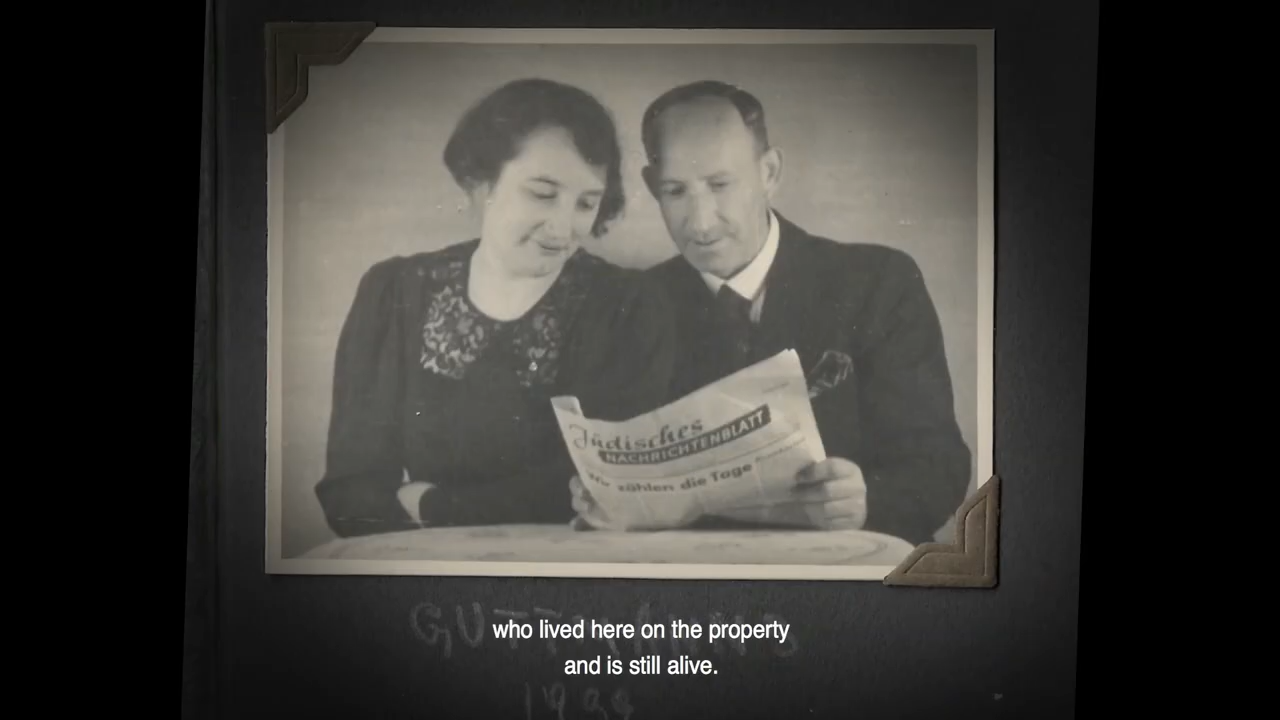 Jüdisches
NACHRICHTENBLATT
Wir zählen die Tage
who lived here on the property
and is still alive.